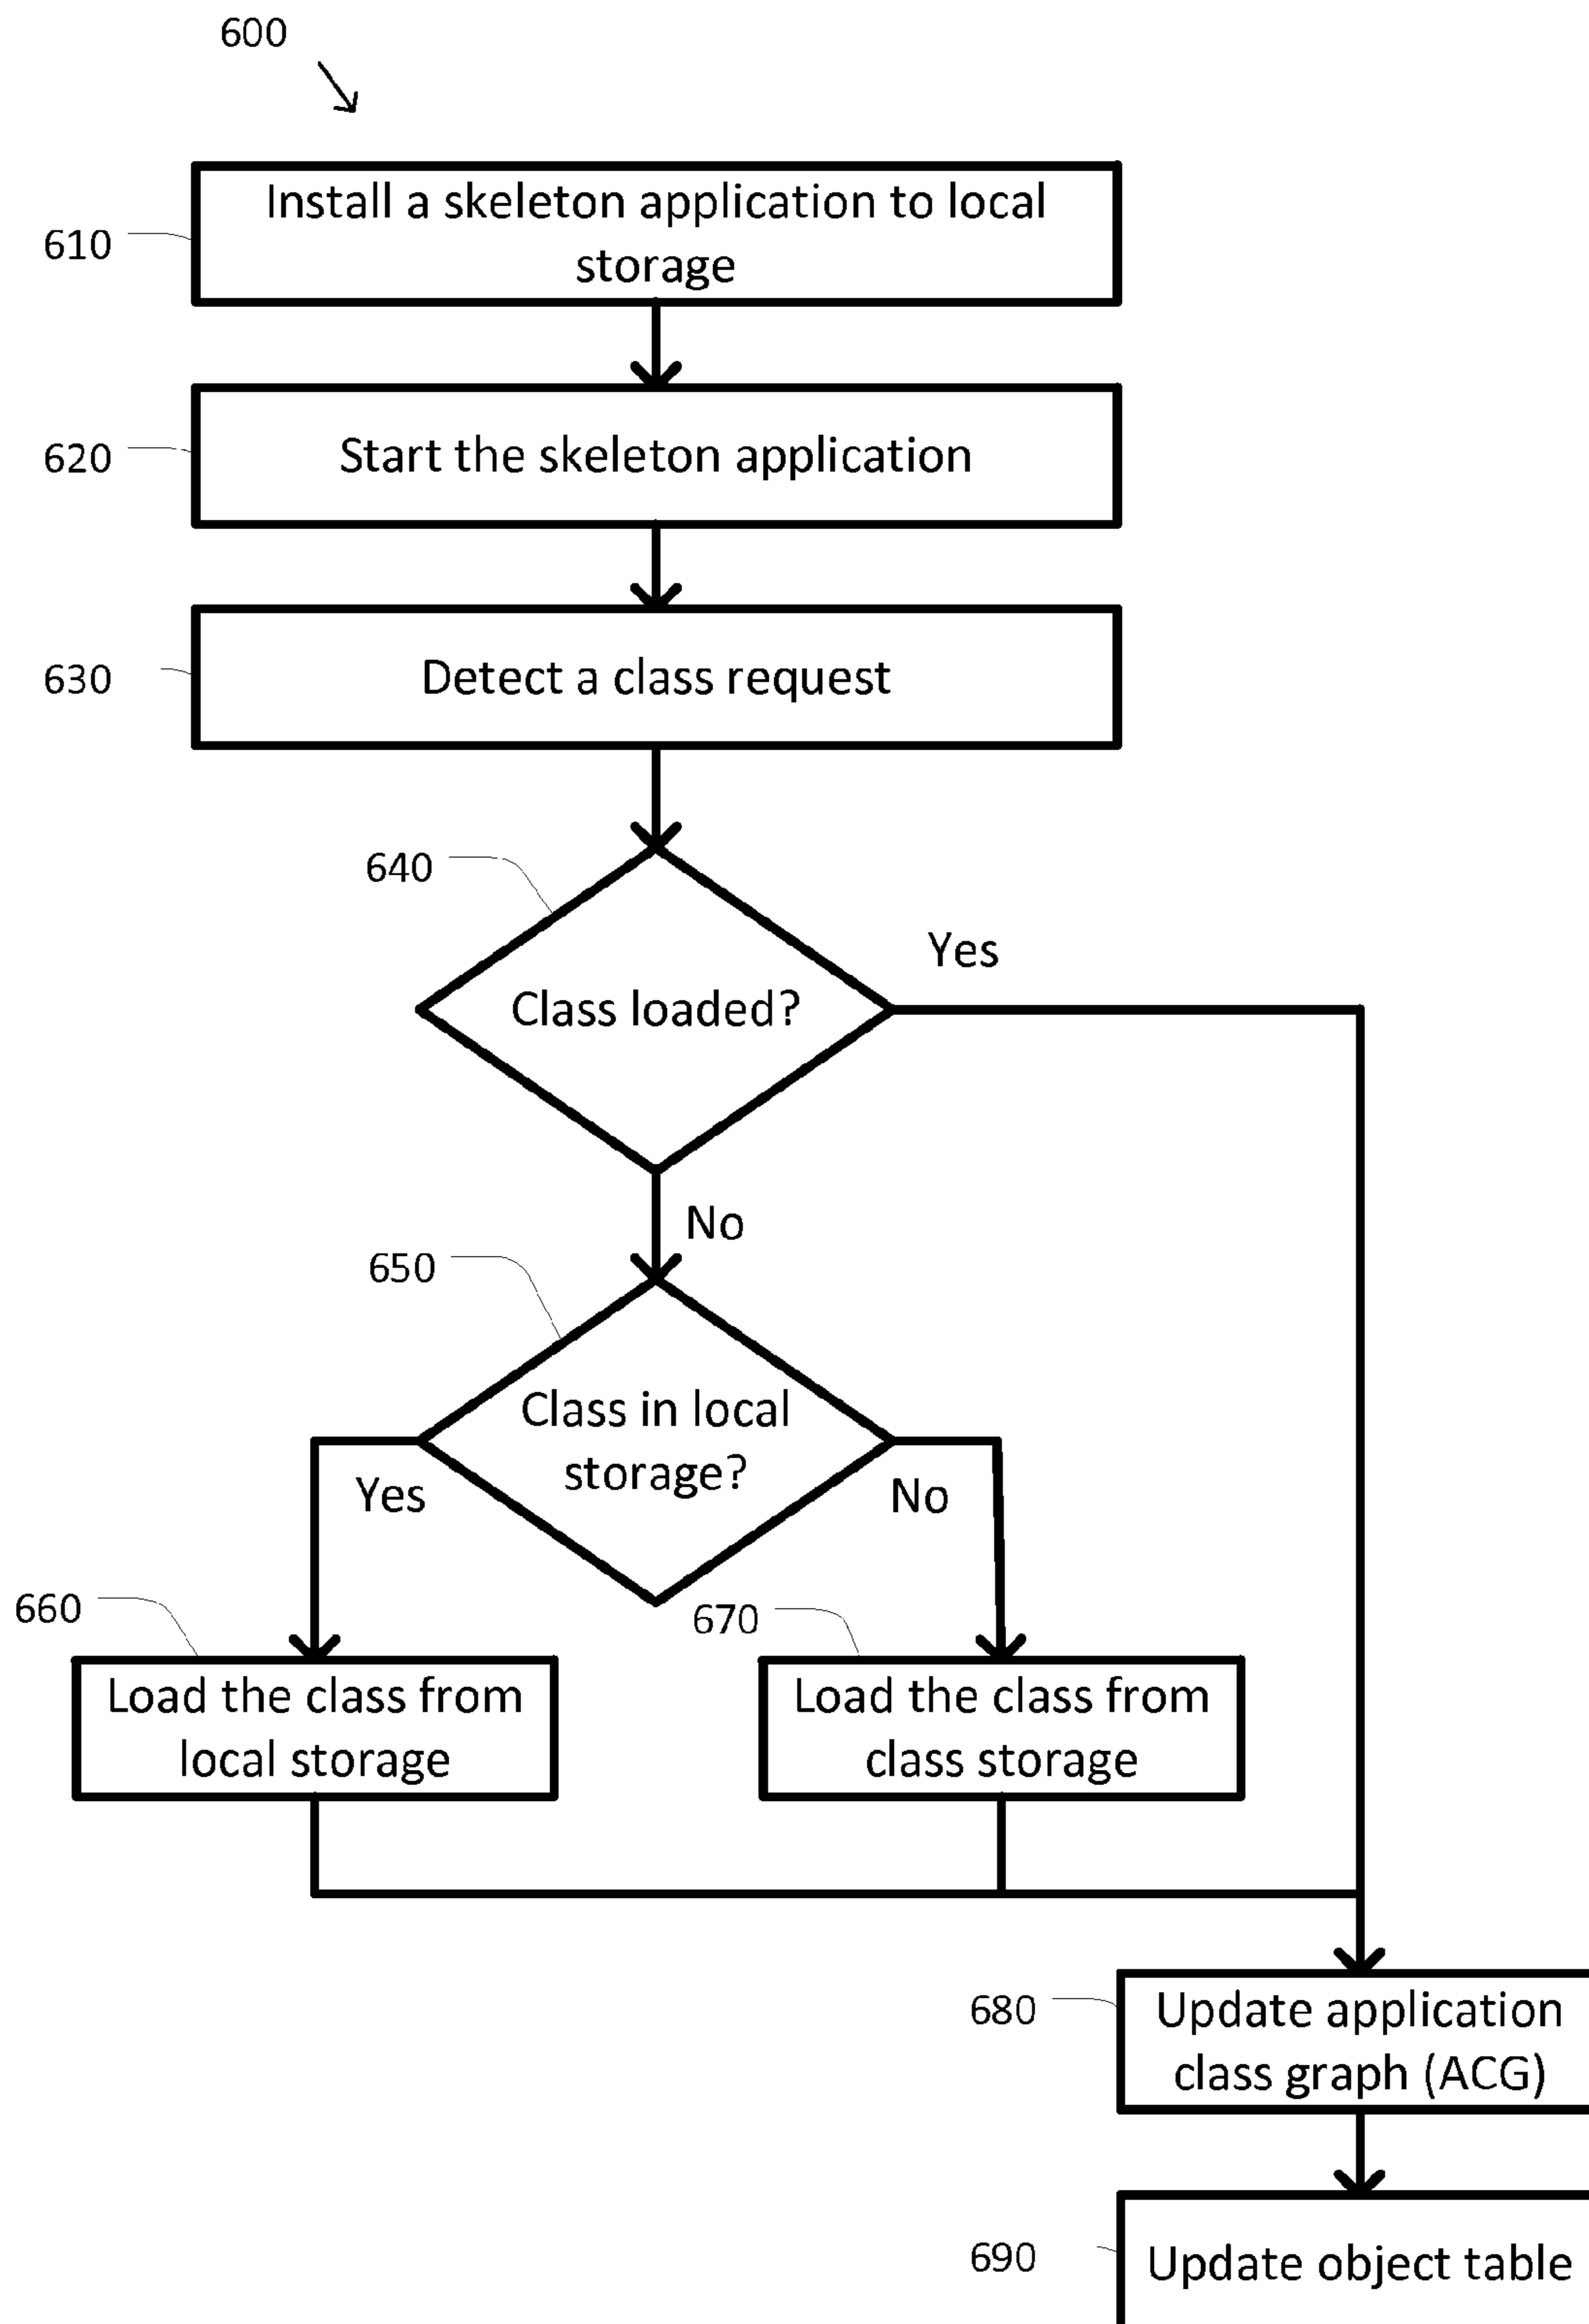 600
Install a skeleton application to local
storage
610
Start the skeleton application
620
Detect a class request
630
640
Yes
Class loaded?
No
650
Class in local
storage?
Yes
No
660
670
Load the class from
local storage
Load the class from
class storage
680
Update application
class graph (ACG)
690
Update object table